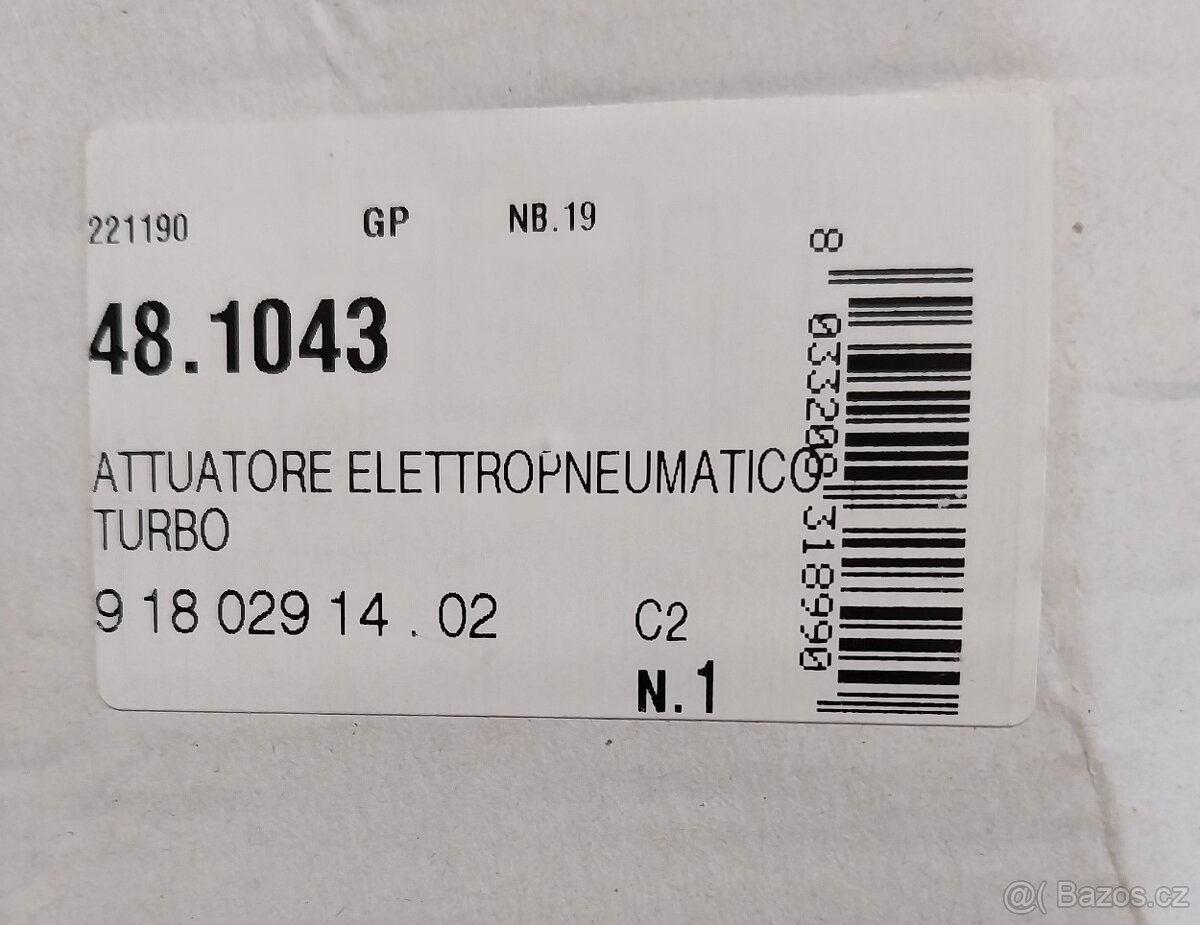 221190 GP NB.19
48.1043
ATTUATORE ELETTROPNEUMATICO
TURBO
9 18 029 14 . 02 C2
N.1
8 033208 318990
@( Bazos.cz